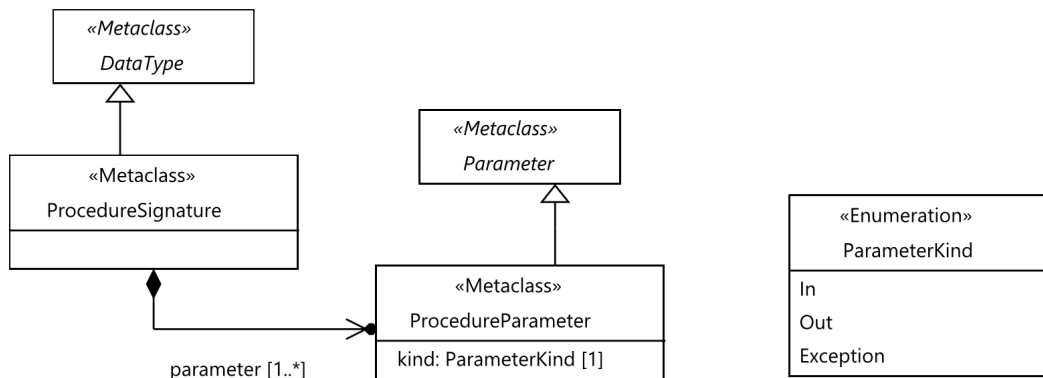 «Metaclass»
DataType
«Metaclass»
ProcedureSignature
«Metaclass»
Parameter
«Metaclass»
ProcedureParameter
kind: ParameterKind [1]
parameter [1..*]
«Enumeration»
ParameterKind
In
Out
Exception